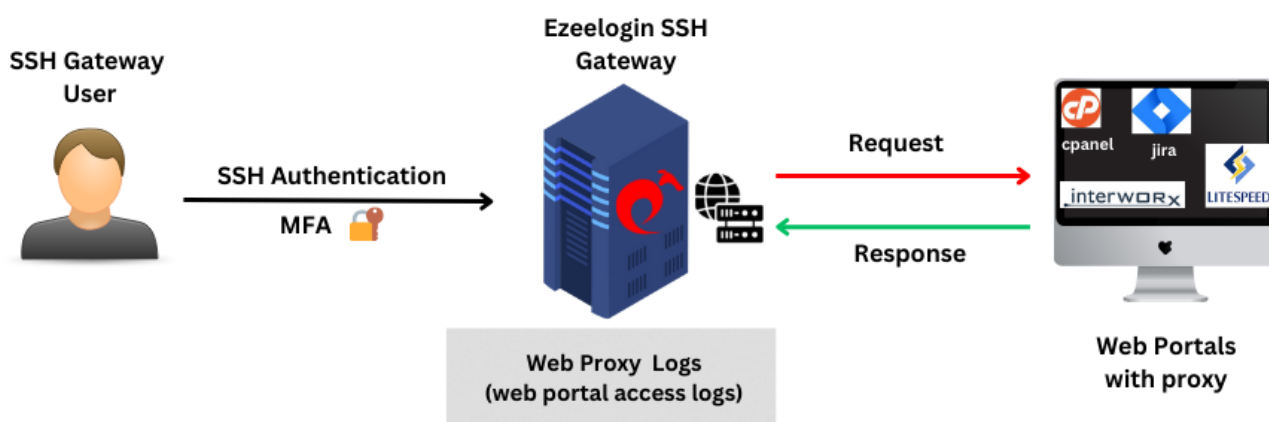 SSH Gateway
User
SSH Authentication
MFA
Ezeelogin SSH
Gateway
Web Proxy  Logs
(web portal access logs)
Request
Response
cP
cpanel
jira
interworx
LITESPEED
Web Portals
with proxy